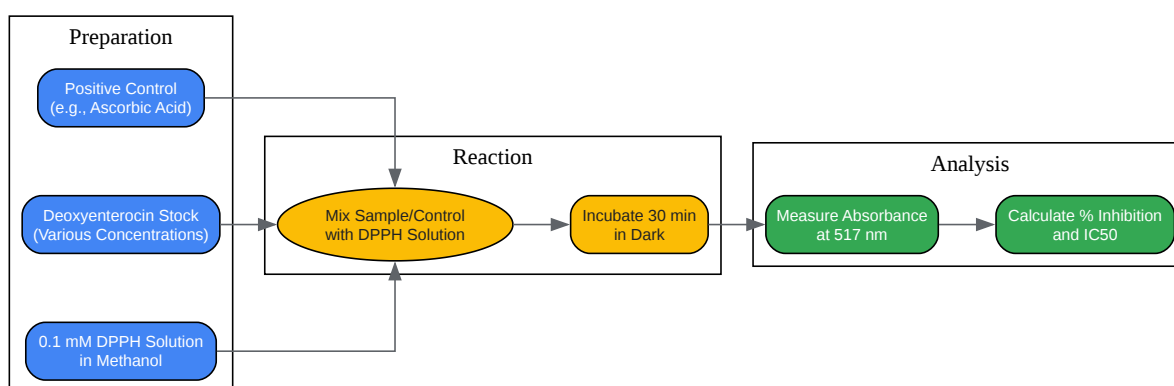 Preparation
Positive Control
(e.g., Ascorbic Acid)
Deoxyenterocin Stock
(Various Concentrations)
0.1 mM DPPH Solution
in Methanol
Reaction
Mix Sample/Control
with DPPH Solution
Incubate 30 min
in Dark
Analysis
Measure Absorbance
at 517 nm
Calculate % Inhibition
and IC50